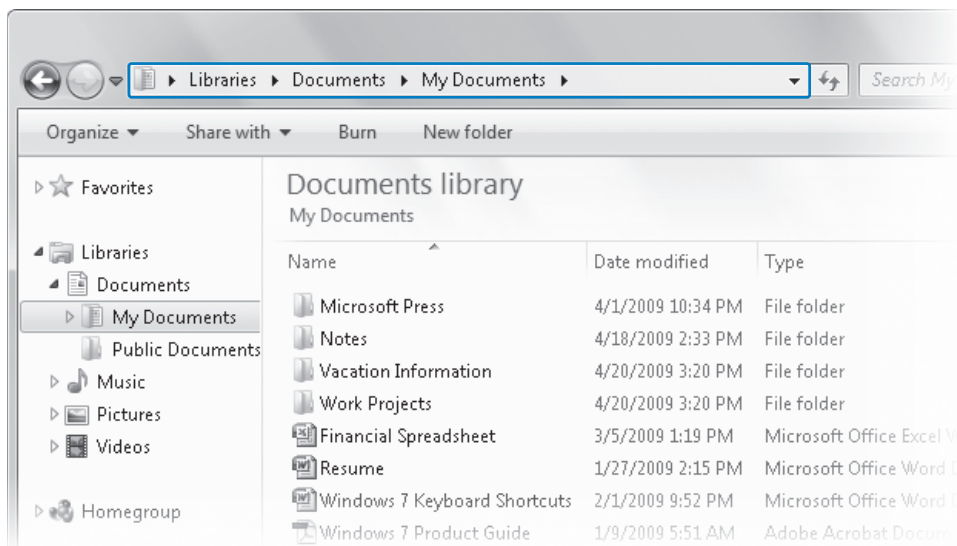 Libraries Documents My Documents Search My
Organize Share with Burn New folder
Favorites
Documents library
My Documents
Libraries
Documents
My Documents
Public Documents
Music
Pictures
Videos
Homegroup
Name Date modified Type
Microsoft Press 4/1/2009 10:34 PM File folder
Notes 4/18/2009 2:33 PM File folder
Vacation Information 4/20/2009 3:20 PM File folder
Work Projects 4/20/2009 3:20 PM File folder
Financial Spreadsheet 3/5/2009 1:19 PM Microsoft Office Excel W
Resume 1/27/2009 2:15 PM Microsoft Office Word D
Windows 7 Keyboard Shortcuts 2/1/2009 9:52 PM Microsoft Office Word D
Windows 7 Product Guide 1/9/2009 5:51 AM Adobe Acrobat Docum